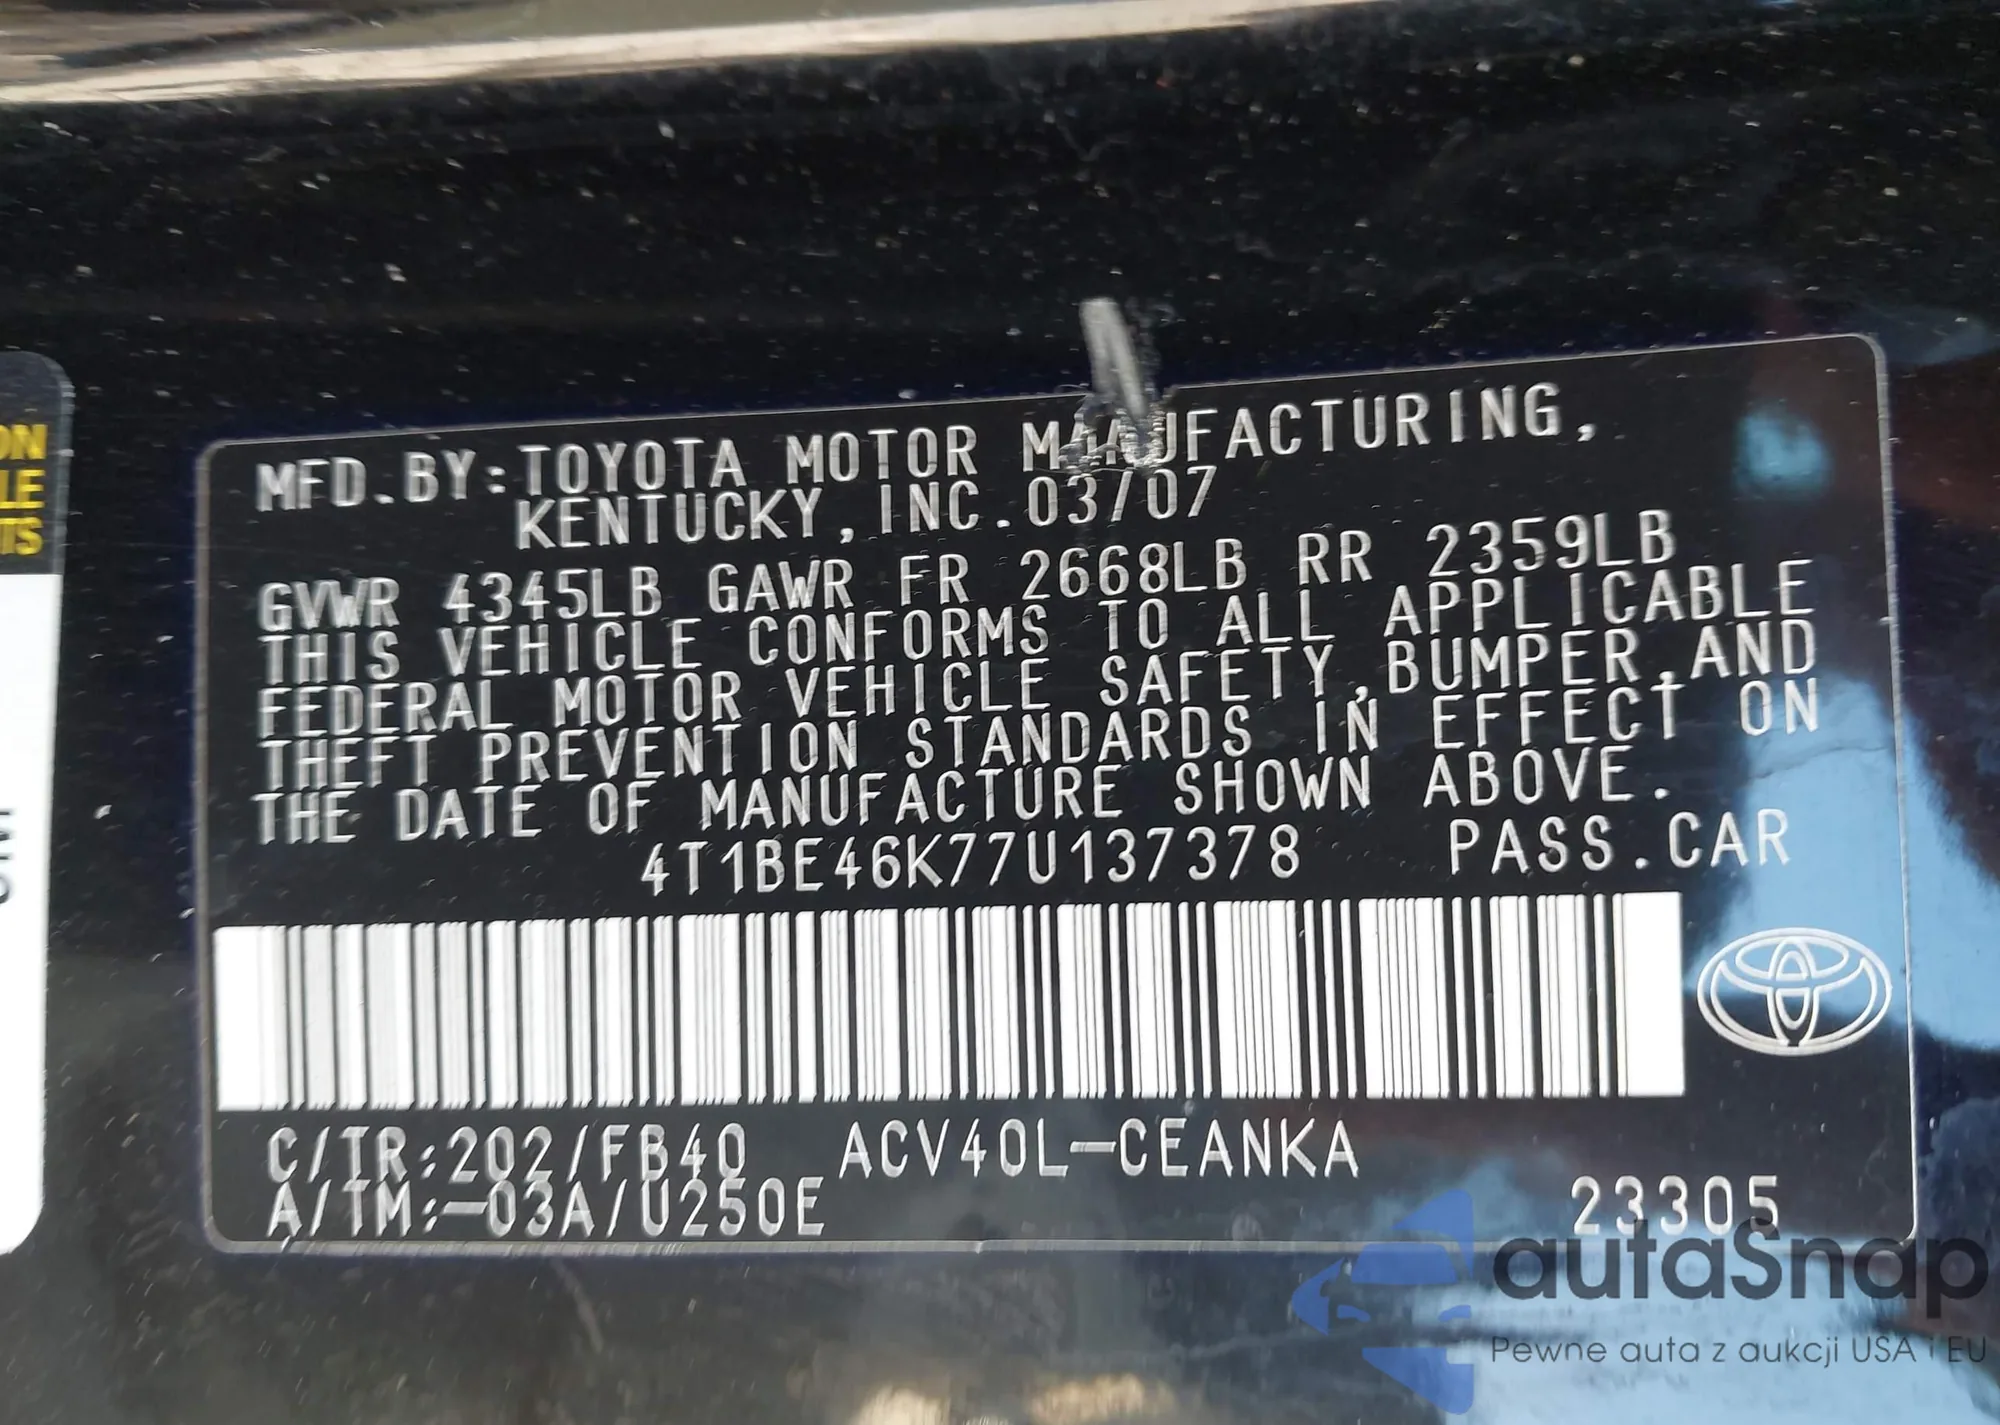 ON
LE
TS
MFD.BY:TOYOTA MOTOR MANUFACTURING,
KENTUCKY,INC.03/07
GVWR 4345LB GAWR FR 2668LB RR 2359LB
THIS VEHICLE CONFORMS TO ALL APPLICABLE
FEDERAL MOTOR VEHICLE SAFETY,BUMPER,AND
THEFT PREVENTION STANDARDS IN EFFECT ON
THE DATE OF MANUFACTURE SHOWN ABOVE.
4T1BE46K77U137378 PASS.CAR
C/TR:202/FB40 ACV40L-CEANKA
A/TM:-03A/U250E 23305
autaSnap
Pewne auta z aukcji USA i EU